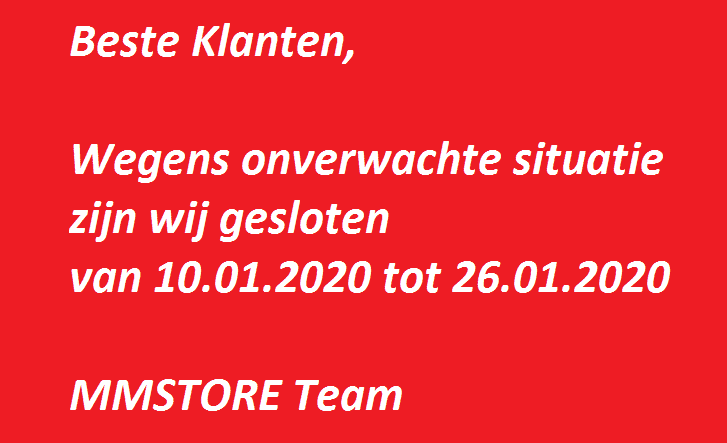 Beste Klanten,
Wegens onverwachte situatie
zijn wij gesloten
van 10.01.2020 tot 26.01.2020
MMSTORE Team